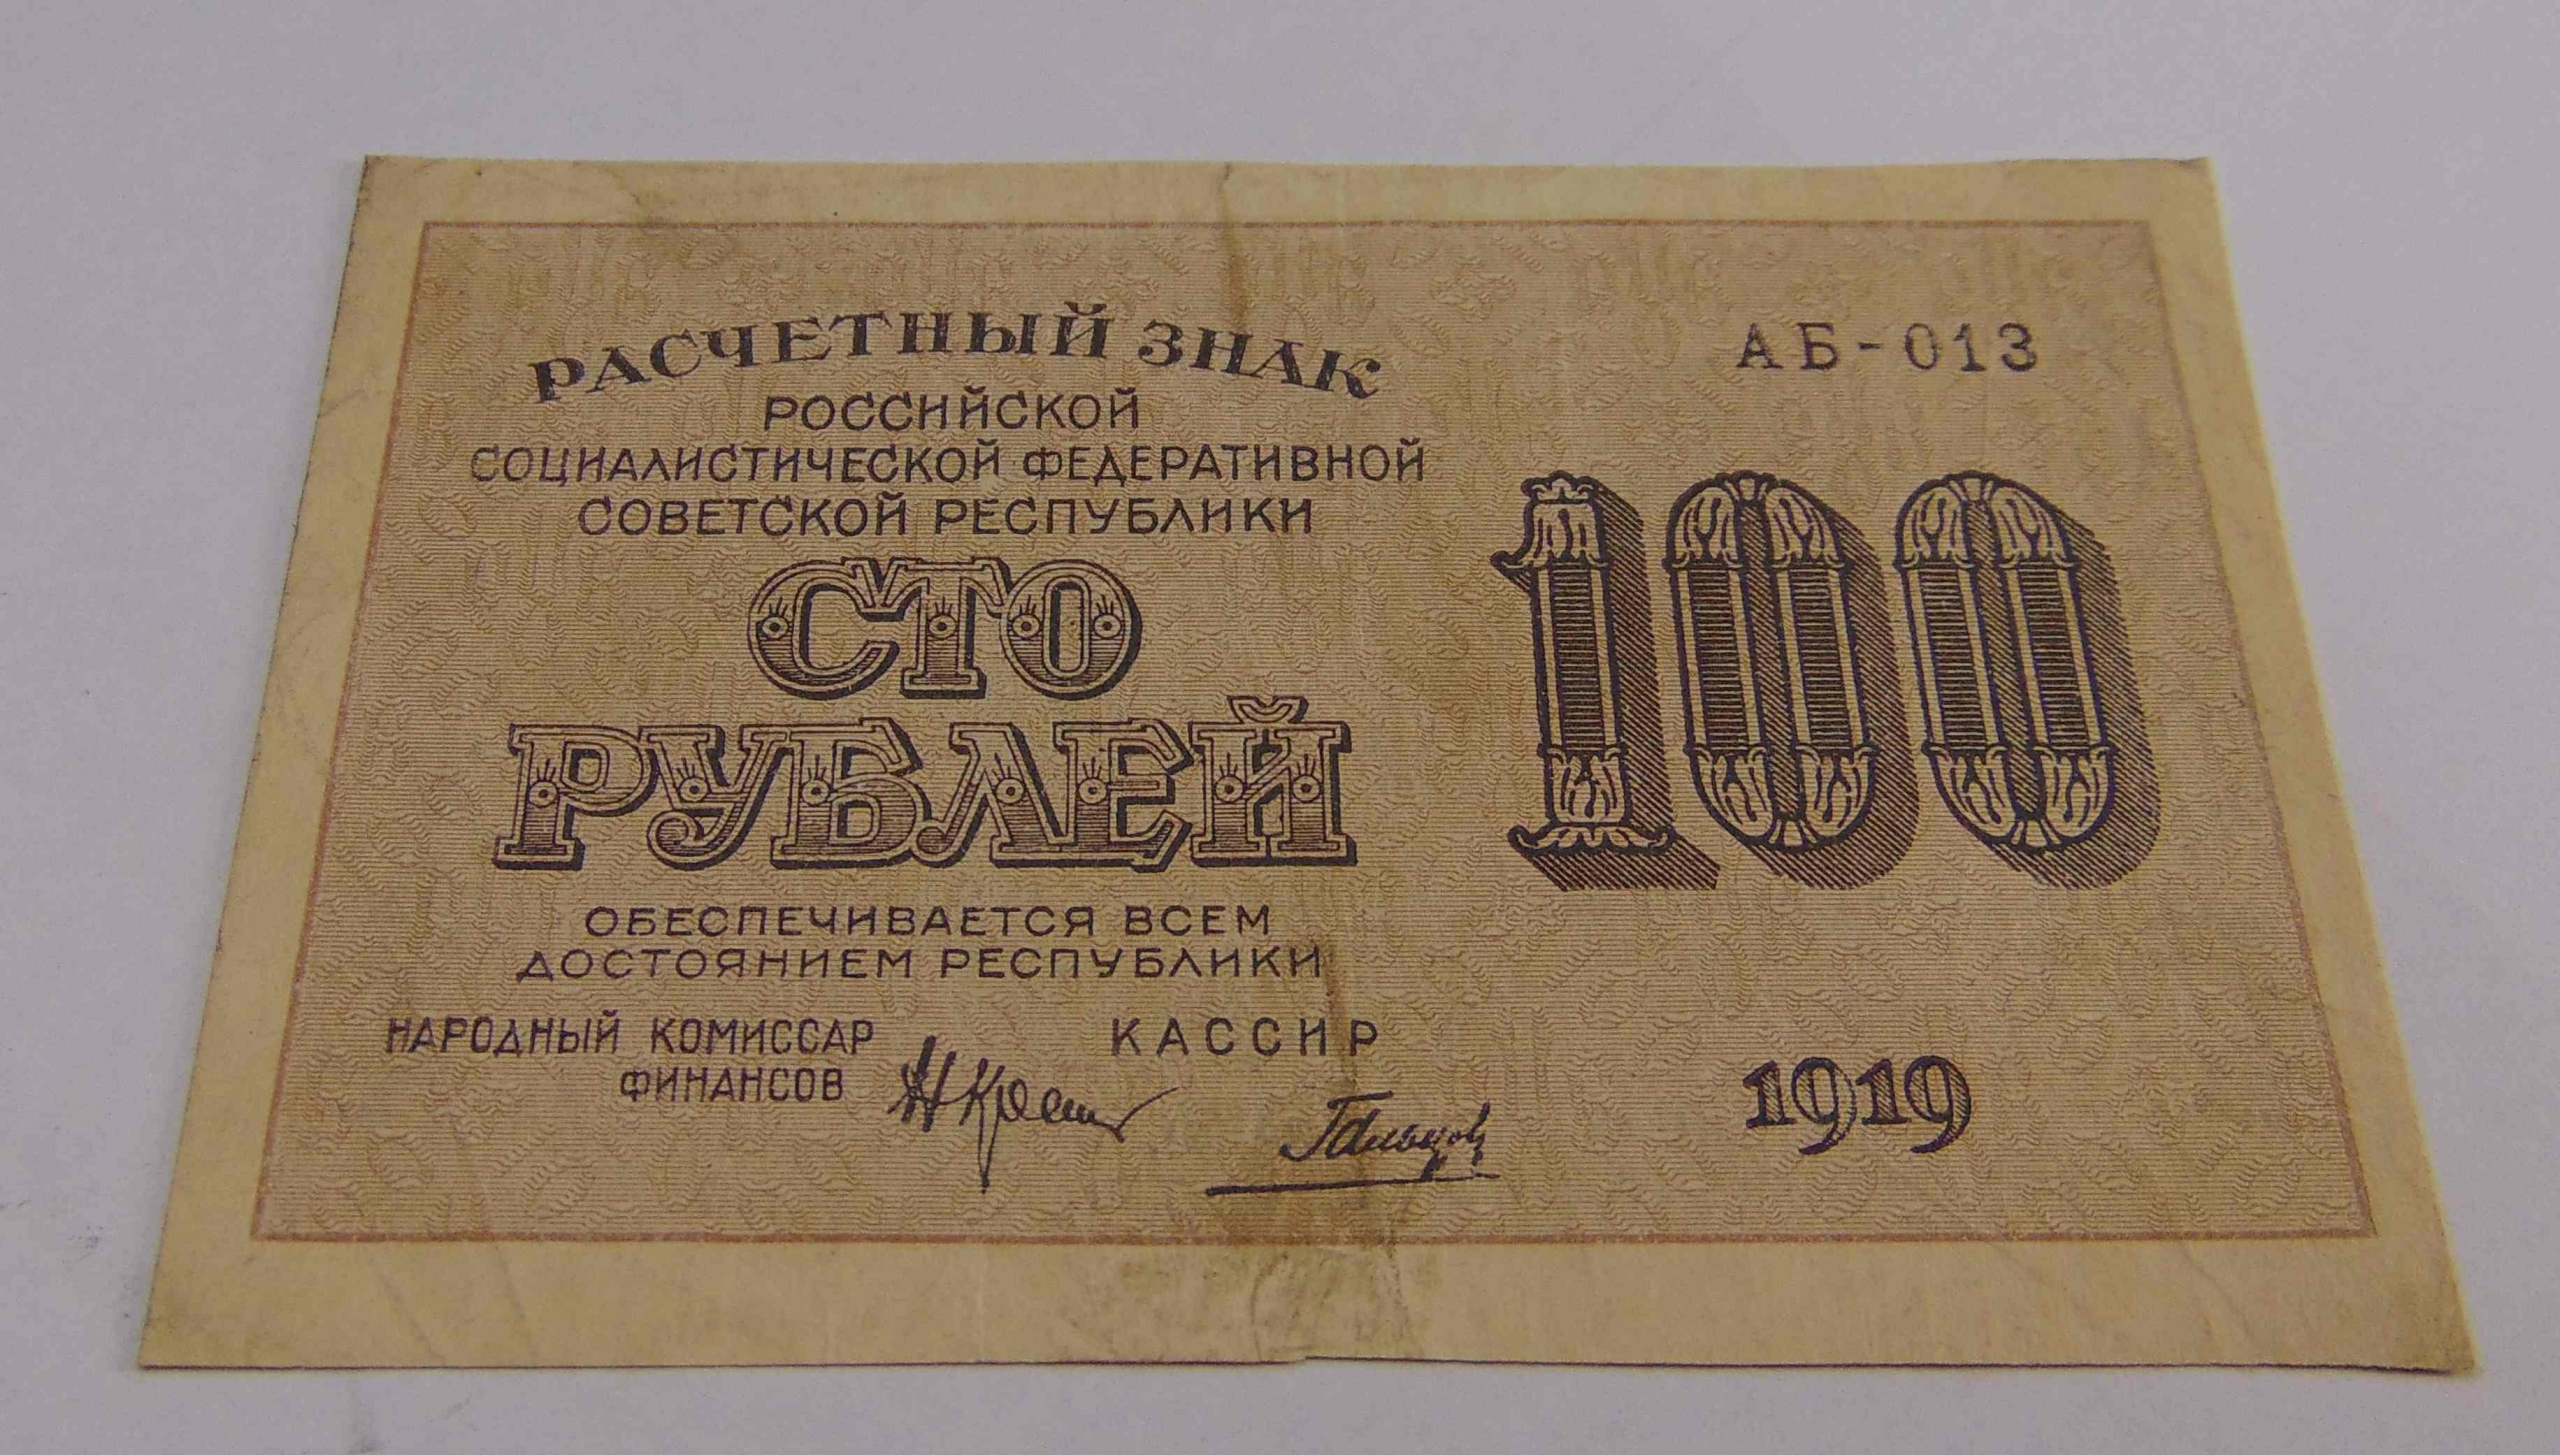 РАСЧЕТНЫЙ ЗНАК
РОССИЙСКОЙ
СОЦИАЛИСТИЧЕСКОЙ ФЕДЕРАТИВНОЙ
СОВЕТСКОЙ РЕСПУБЛИКИ
СТО
РУБЛЕЙ
ОБЕСПЕЧИВАЕТСЯ ВСЕМ
ДОСТОЯНИЕМ РЕСПУБЛИКИ
НАРОДНЫЙ КОМИССАР
ФИНАНСОВ
КАССИР
АБ-013
100
1919